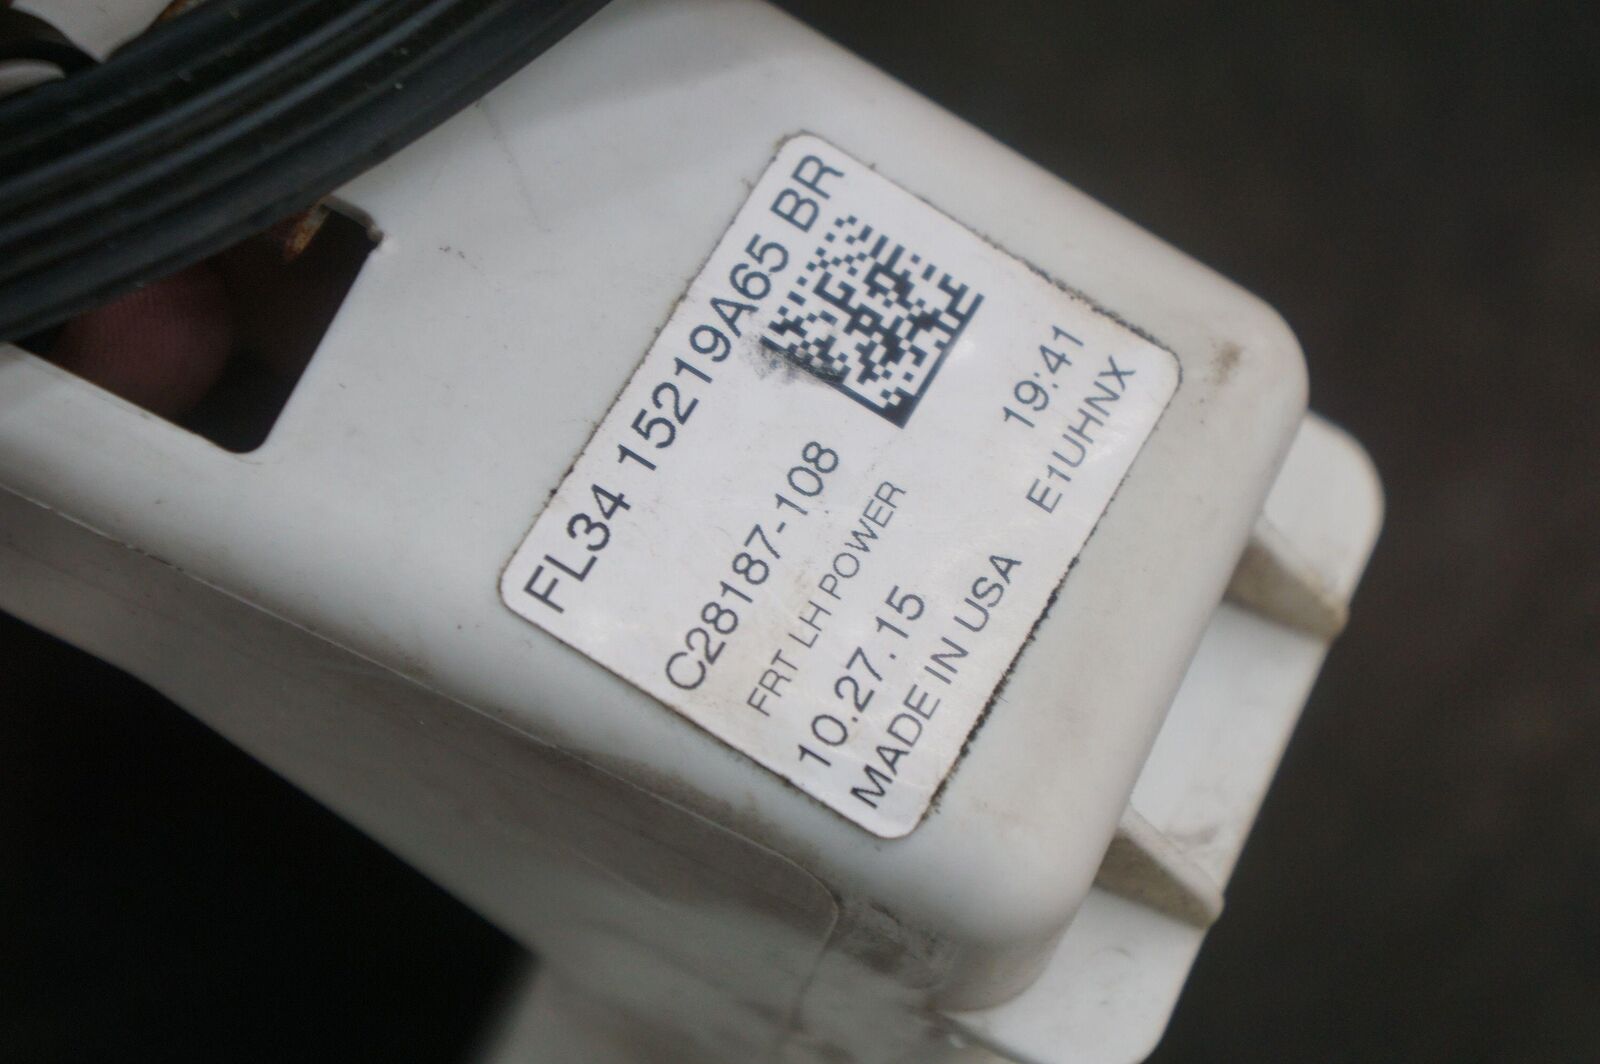 FL34 15219A65 BR
C28187-108
FRT LH POWER
10.27.15 19:41
MADE IN USA E1UHNX